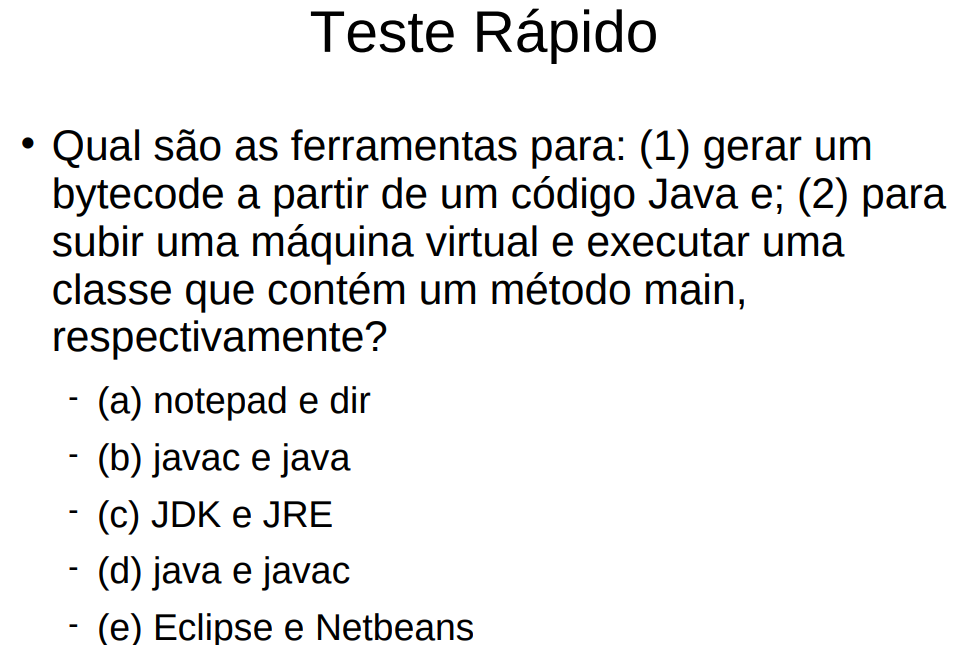 Teste Rápido
• Qual são as ferramentas para: (1) gerar um
bytecode a partir de um código Java e; (2) para
subir uma máquina virtual e executar uma
classe que contém um método main,
respectivamente?
- (a) notepad e dir
- (b) javac e java
- (c) JDK e JRE
- (d) java e javac
- (e) Eclipse e Netbeans